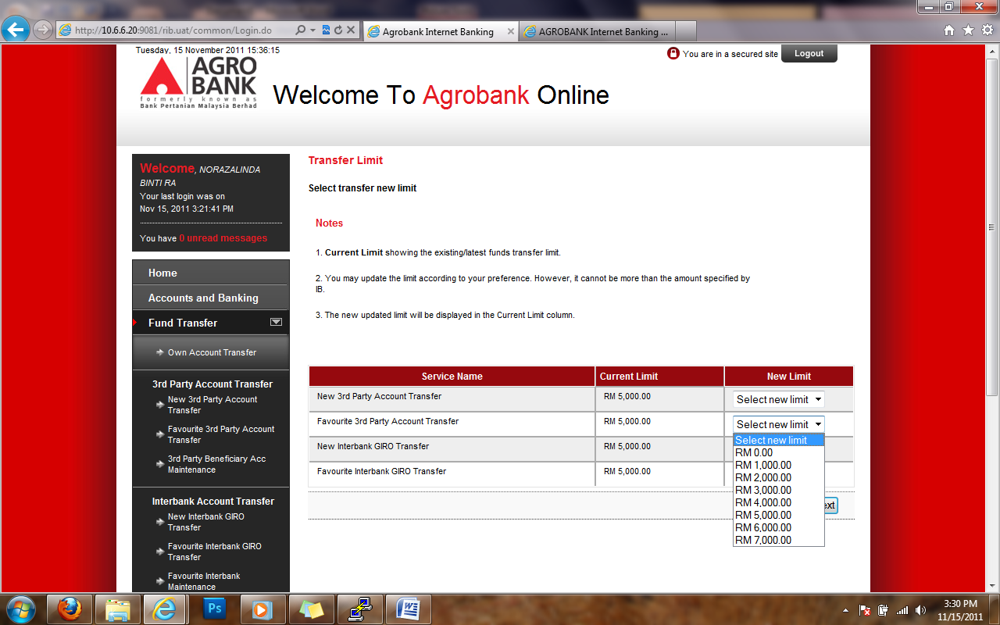 http://10.6.6.20:9081/rib.uat/common/Login.do
Agrobank Internet Banking
AGROBANK Internet Banking ...
Tuesday, 15 November 2011 15:36:15
You are in a secured site
Logout
AGRO
BANK
formerly known as
Bank Pertanian Malaysia Berhad
Welcome To Agrobank Online
Welcome, NORAZALINDA
BINTI RA
Your last login was on
Nov 15, 2011 3:21:41 PM
You have 0 unread messages
Home
Accounts and Banking
Fund Transfer
Own Account Transfer
3rd Party Account Transfer
New 3rd Party Account
Transfer
Favourite 3rd Party Account
Transfer
3rd Party Beneficiary Acc
Maintenance
Interbank Account Transfer
New Interbank GIRO
Transfer
Favourite Interbank GIRO
Transfer
Favourite Interbank
Maintenance
Transfer Limit
Select transfer new limit
Notes
1. Current Limit showing the existing/latest funds transfer limit.
2. You may update the limit according to your preference. However, it cannot be more than the amount specified by
IB.
3. The new updated limit will be displayed in the Current Limit column.
Service Name Current Limit New Limit
New 3rd Party Account Transfer RM 5,000.00 Select new limit
Favourite 3rd Party Account Transfer RM 5,000.00 Select new limit
New Interbank GIRO Transfer RM 5,000.00
Favourite Interbank GIRO Transfer RM 5,000.00
Select new limit
RM 0.00
RM 1,000.00
RM 2,000.00
RM 3,000.00
RM 4,000.00
RM 5,000.00
RM 6,000.00
RM 7,000.00
ext
Ps
W
3:30 PM
11/15/2011